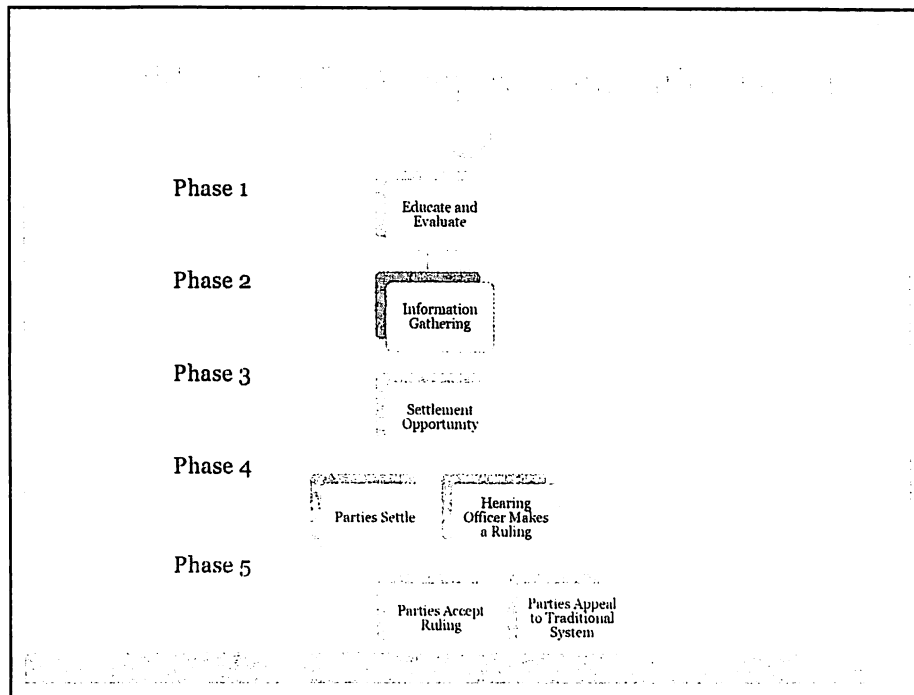 Phase 1
Educate and
Evaluate
Phase 2
Information
Gathering
Phase 3
Settlement
Opportunity
Phase 4
Parties Settle
Hearing
Officer Makes
a Ruling
Phase 5
Parties Accept
Ruling
Parties Appeal
to Traditional
System